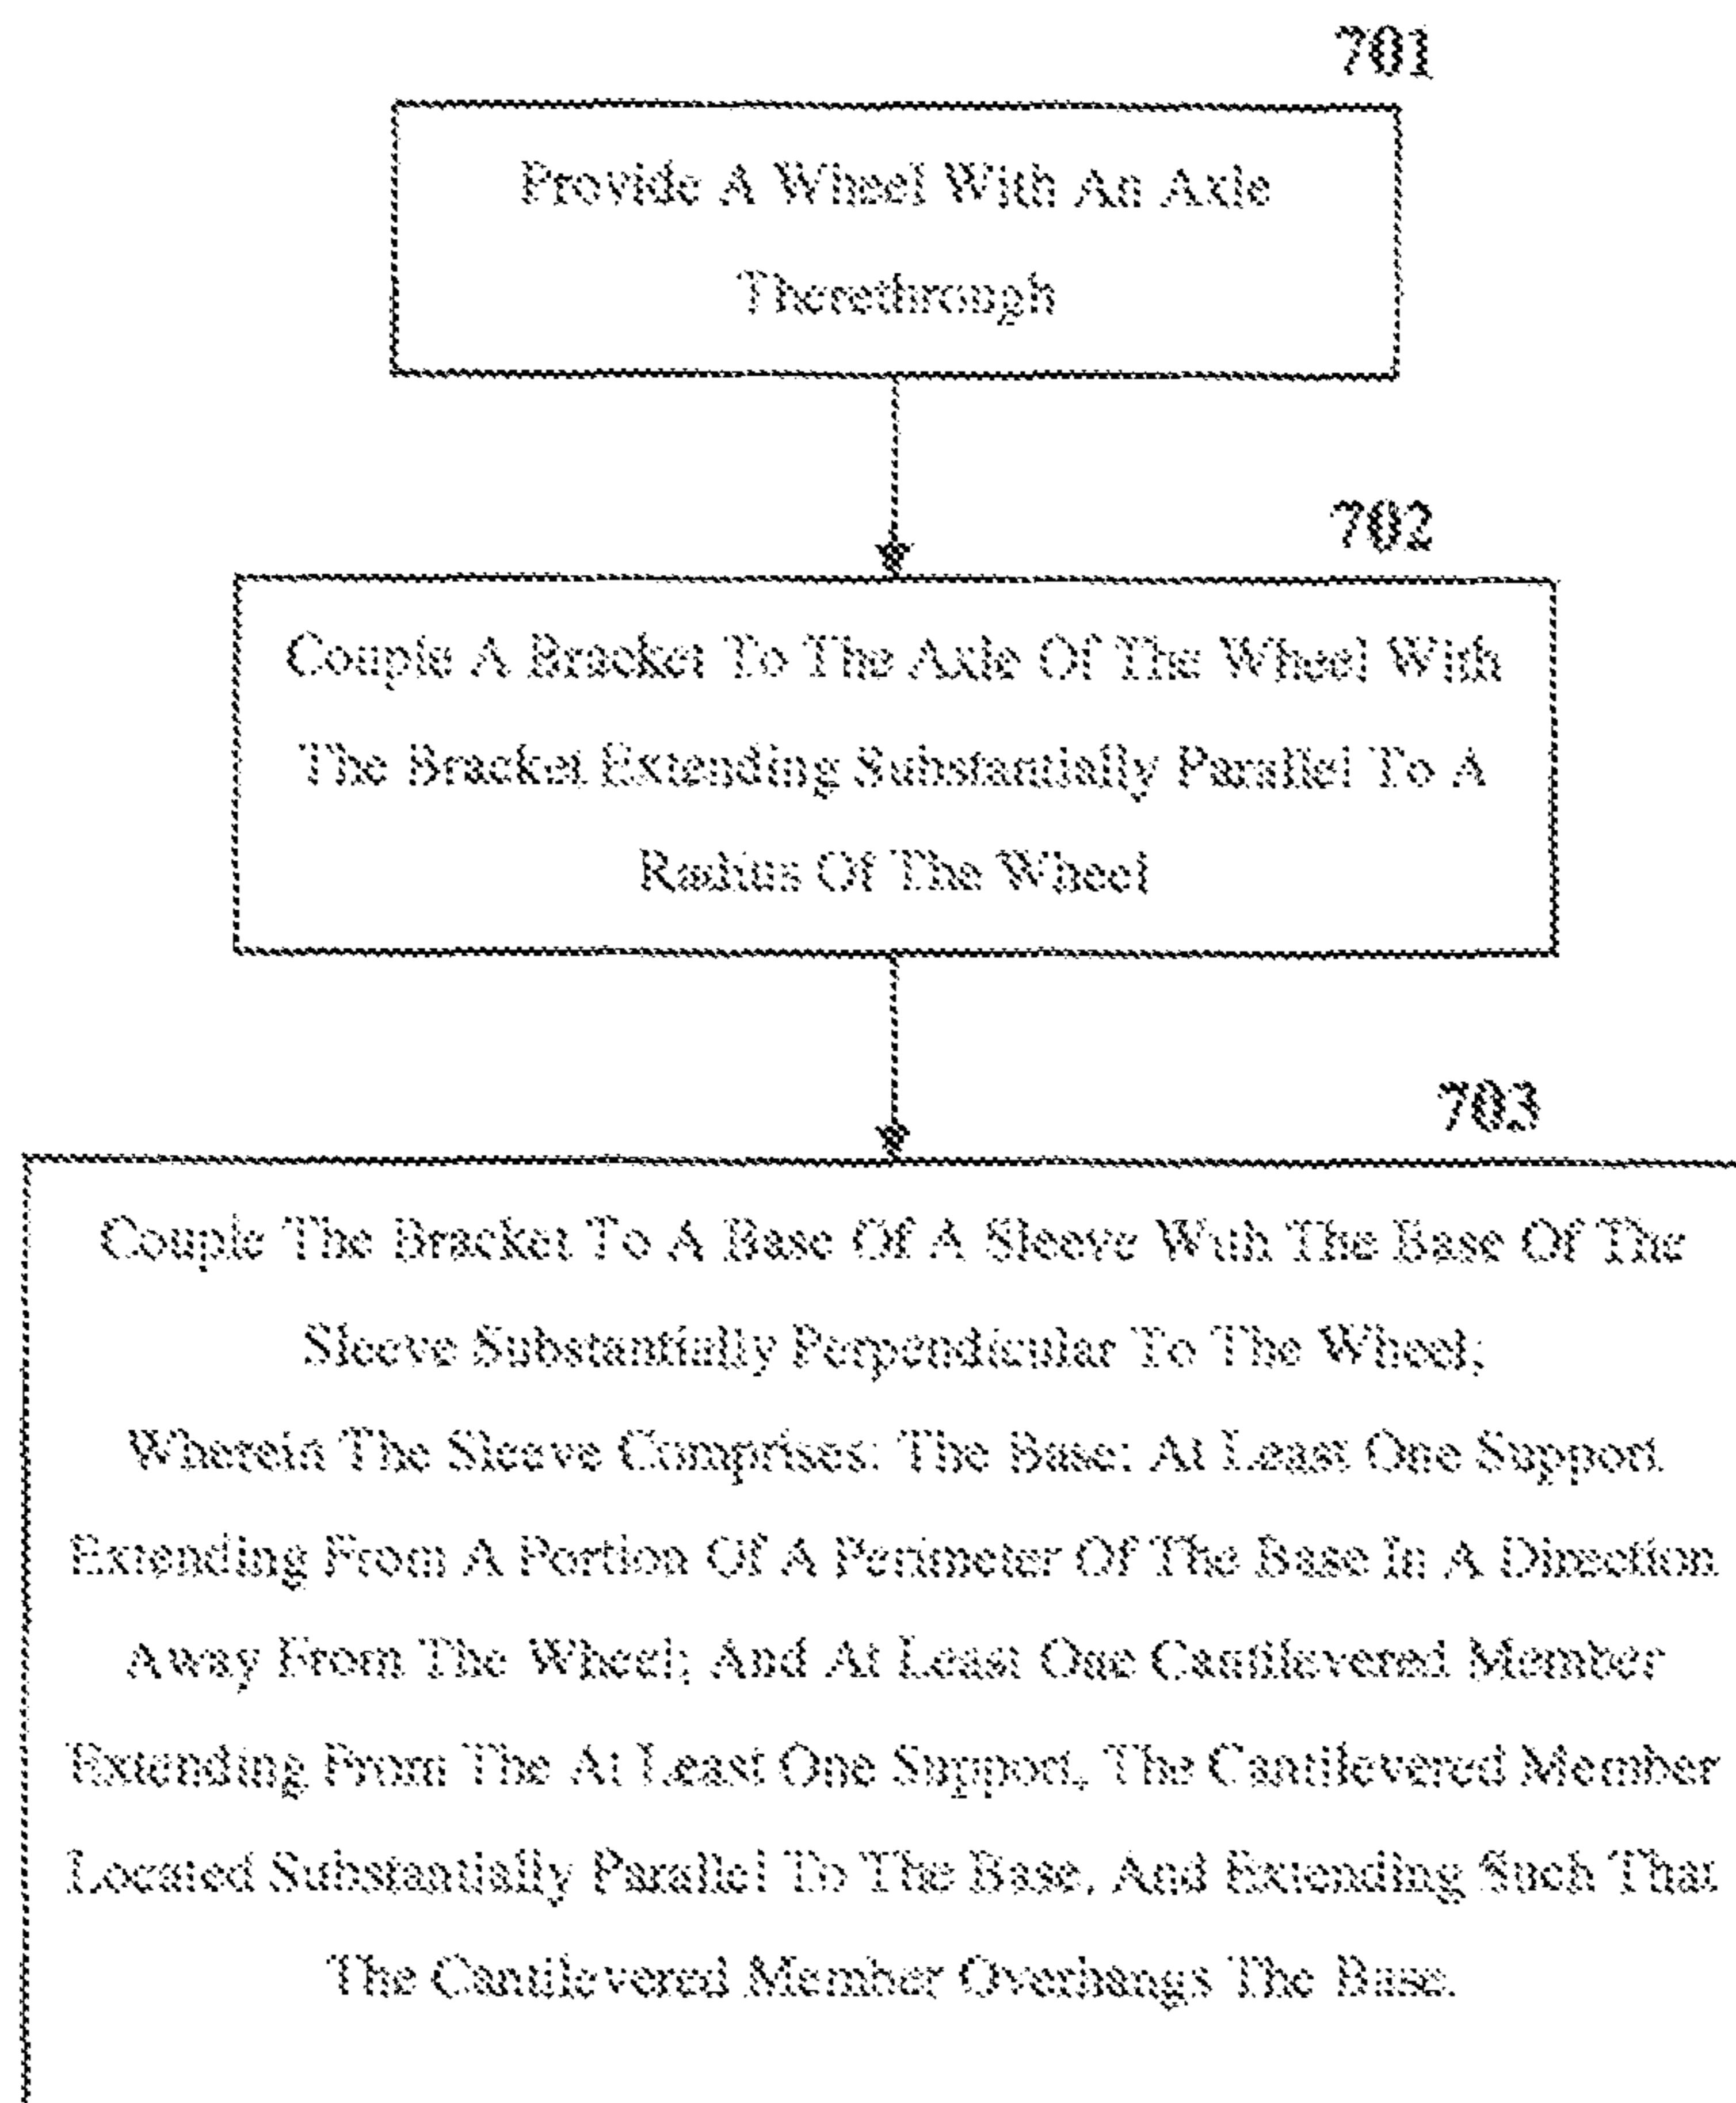 701
Provide A Wheel With An Axle
Therethrough
702
Couple A Bracket To The Axle Of The Wheel With
The Bracket Extending Substantially Parallel To A
Radius Of The Wheel
703
Couple The Bracket To A Base Of A Sleeve With The Base Of The
Sleeve Substantially Perpendicular To The Wheel;
Wherein The Sleeve Comprises: The Base; At Least One Support
Extending From A Portion Of A Perimeter Of The Base In A Direction
Away From The Wheel; And At Least One Cantilevered Member
Extending From The At Least One Support, The Cantilevered Member
Located Substantially Parallel To The Base, And Extending Such That
The Cantilevered Member Overhangs The Base.